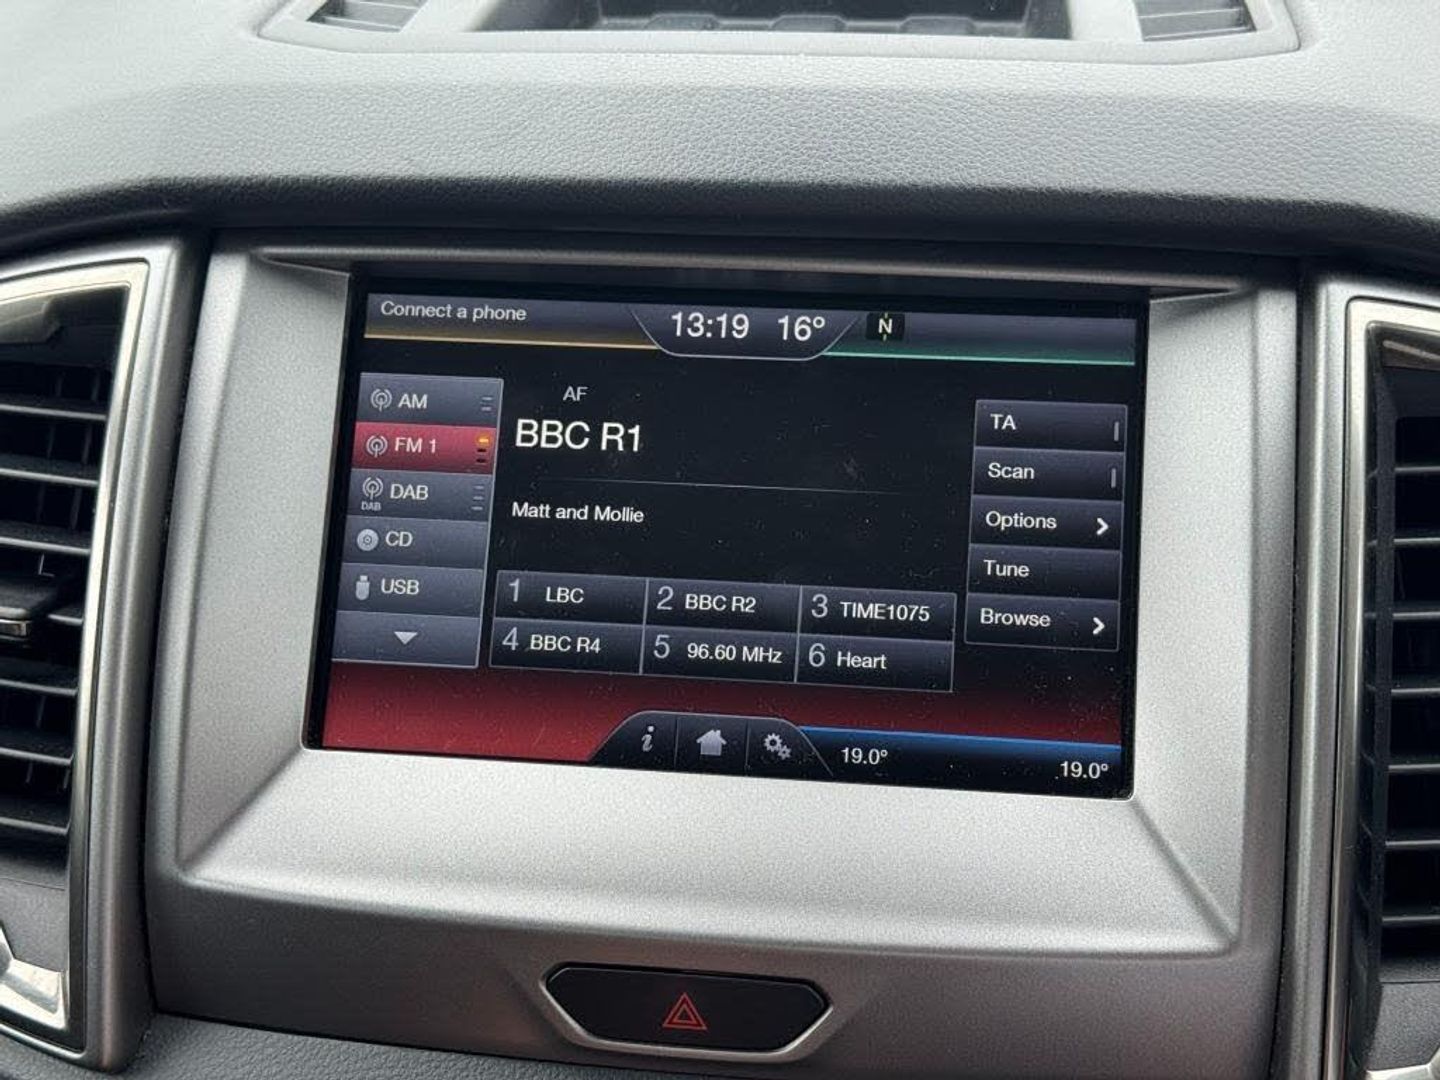 Connect a phone
13:19 16°
N
AM
FM 1
DAB
DAB
CD
USB
AF
BBC R1
Matt and Mollie
TA
Scan
Options
Tune
Browse
1 LBC
2 BBC R2
3 TIME1075
4 BBC R4
5 96.60 MHz
6 Heart
i
19.0°
19.0°